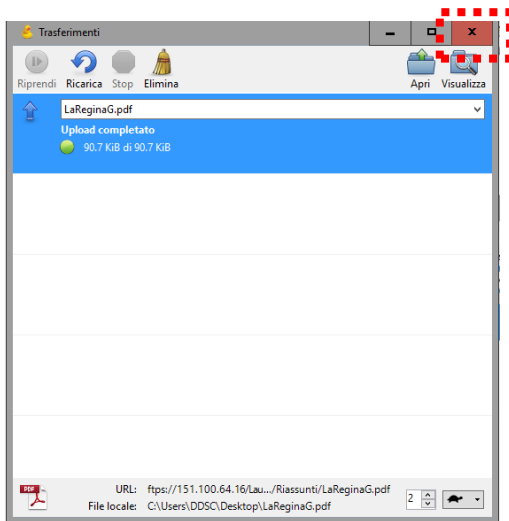 Trasferimenti
Riprendi Ricarica Stop Elimina Apri Visualizza
LaReginaG.pdf
Upload completato
90.7 KiB di 90.7 KiB
PDF
URL: ftps://151.100.64.16/Lau.../Riassunti/LaReginaG.pdf
File locale: C:\Users\DDSC\Desktop\LaReginaG.pdf
2